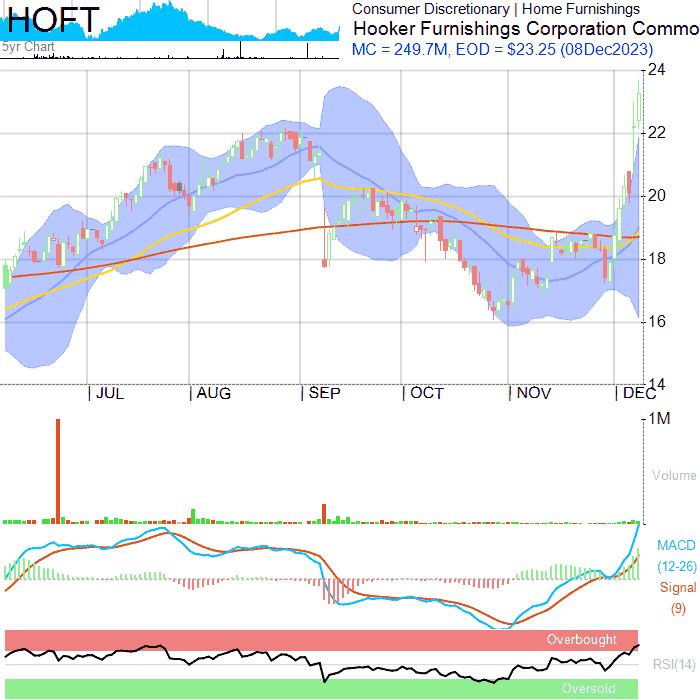 HOFT
5yr Chart
Consumer Discretionary | Home Furnishings
Hooker Furnishings Corporation Commo
MC = 249.7M, EOD = $23.25 (08Dec2023)
24
22
20
18
16
14
| JUL | AUG | SEP | OCT | NOV | DEC
1M
Volume
MACD
(12-26)
Signal
(9)
Overbought
RSI(14)
Oversold